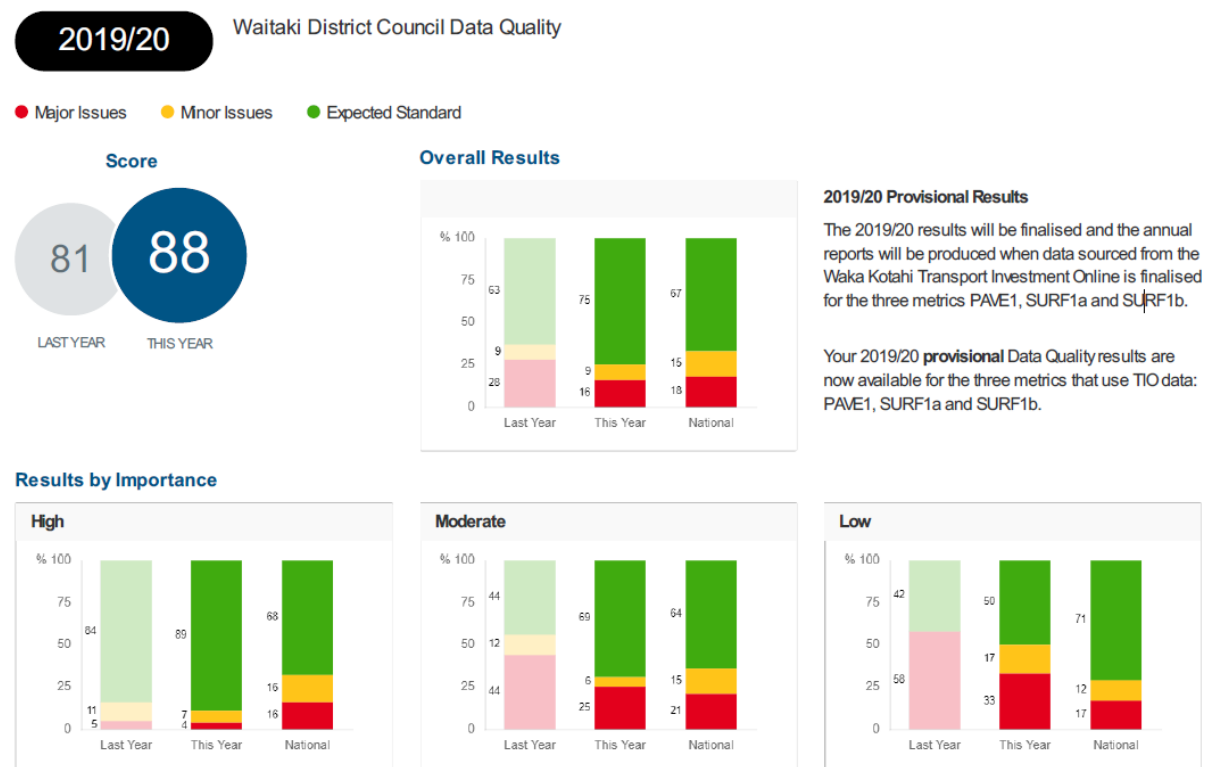 2019/20
Waitaki District Council Data Quality
Major Issues
Minor Issues
Expected Standard
Score
81
88
LAST YEAR
THIS YEAR
Overall Results
% 100
75
50
25
0
63
9
28
75
9
16
67
15
18
Last Year
This Year
National
2019/20 Provisional Results
The 2019/20 results will be finalised and the annual
reports will be produced when data sourced from the
Waka Kotahi Transport Investment Online is finalised
for the three metrics PAVE1, SURF1a and SURF1b.
Your 2019/20 provisional Data Quality results are
now available for the three metrics that use TIO data:
PAVE1, SURF1a and SURF1b.
Results by Importance
High
% 100
75
50
25
0
84
11
5
89
7
4
68
16
16
Last Year
This Year
National
Moderate
% 100
75
50
25
0
44
12
44
69
6
25
64
15
21
Last Year
This Year
National
Low
% 100
75
50
25
0
42
58
50
17
33
71
12
17
Last Year
This Year
National